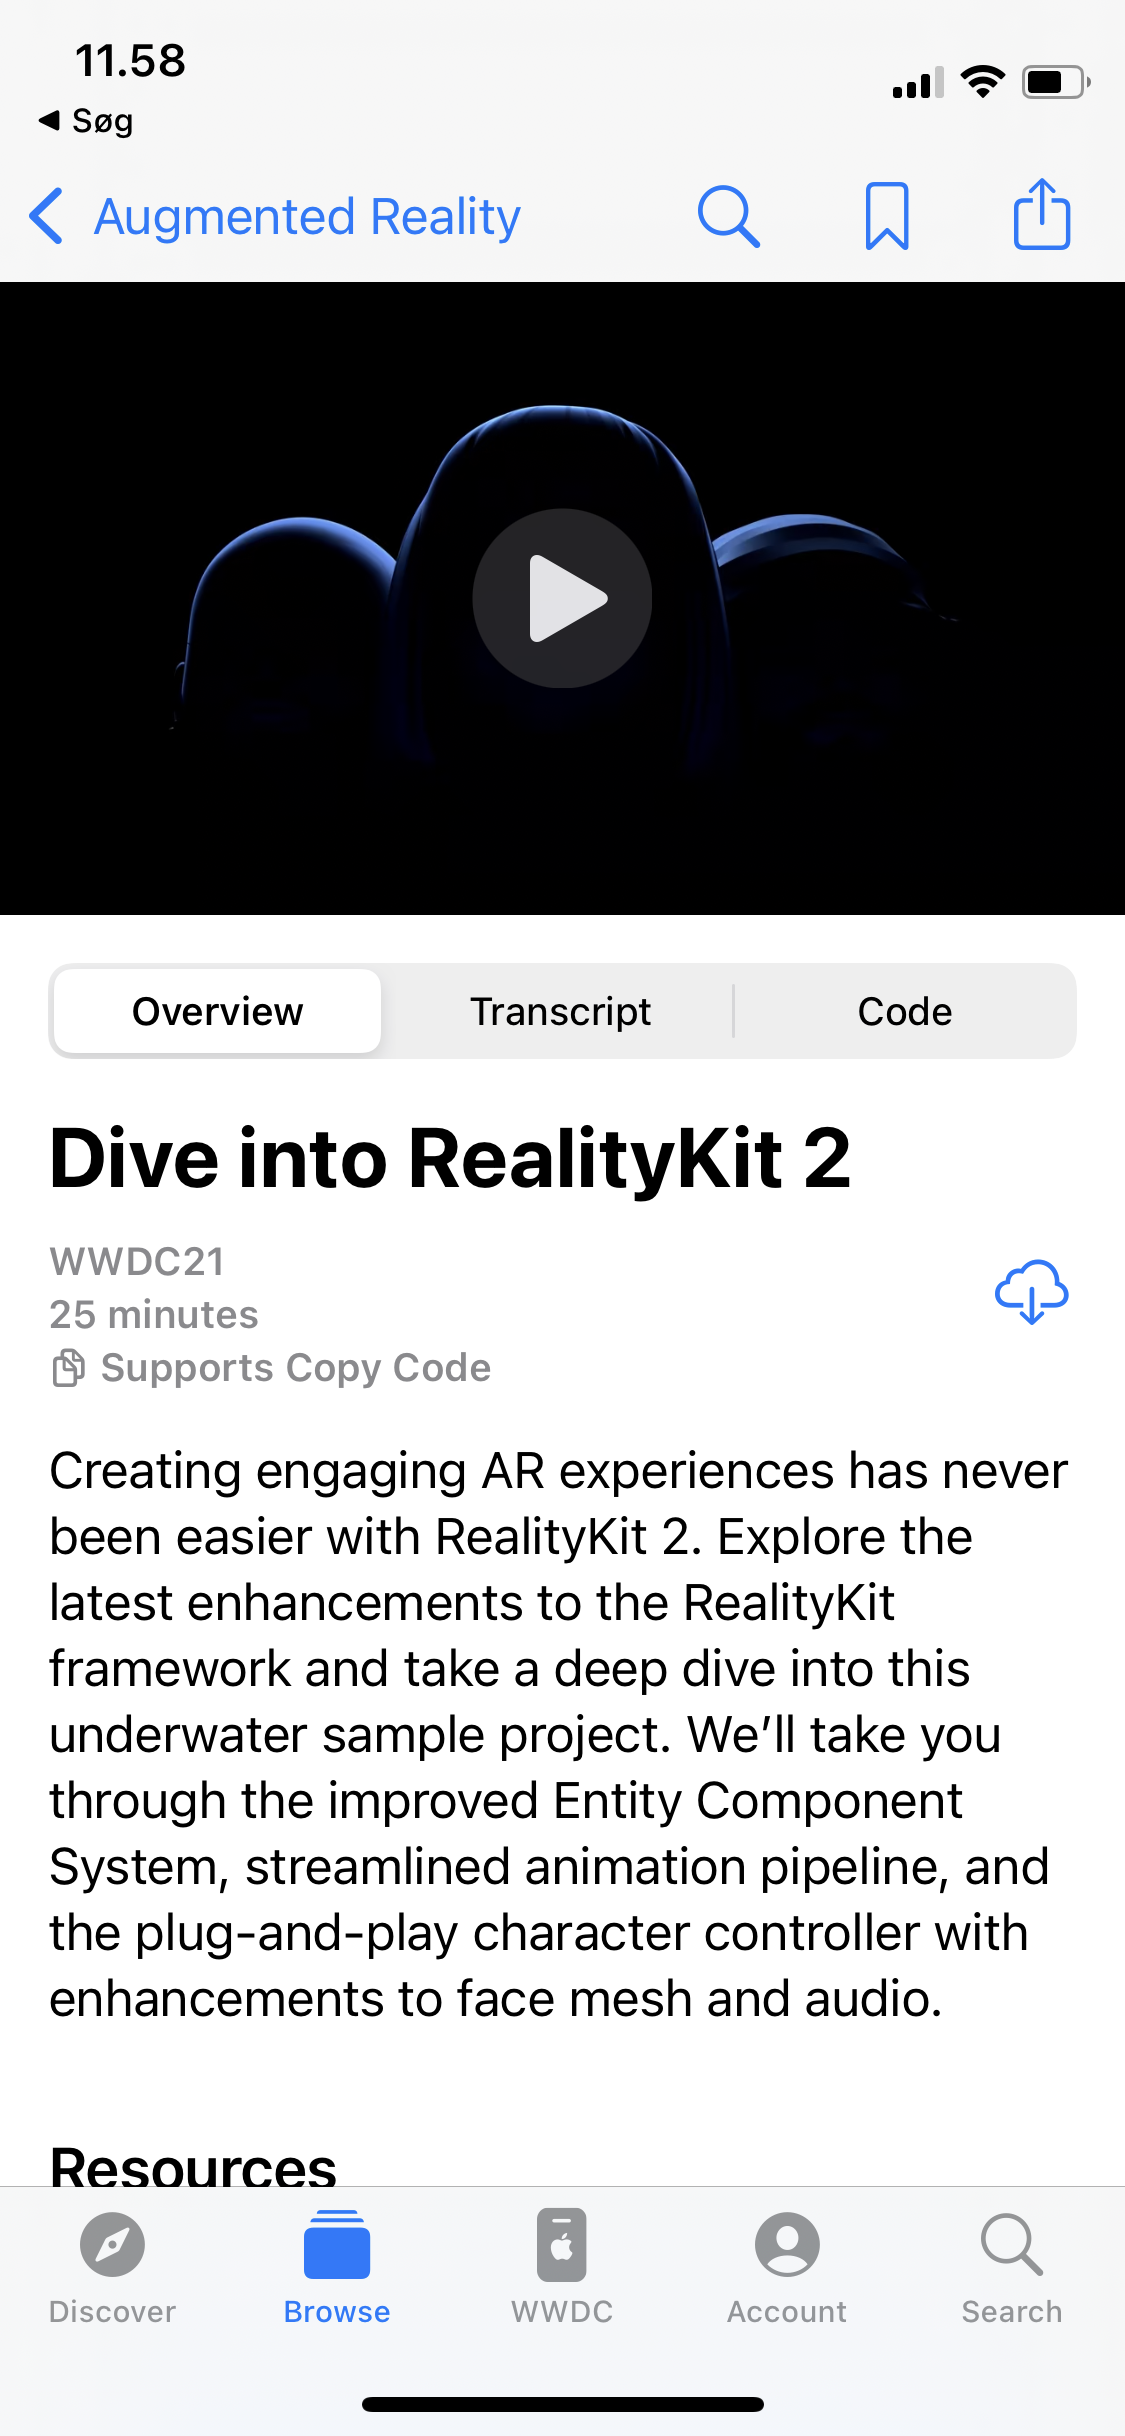 11.58
Søg
Augmented Reality
Overview
Transcript
Code
Dive into RealityKit 2
WWDC21
25 minutes
Supports Copy Code
Creating engaging AR experiences has never
been easier with RealityKit 2. Explore the
latest enhancements to the RealityKit
framework and take a deep dive into this
underwater sample project. We’ll take you
through the improved Entity Component
System, streamlined animation pipeline, and
the plug-and-play character controller with
enhancements to face mesh and audio.
Resources
Discover
Browse
WWDC
Account
Search